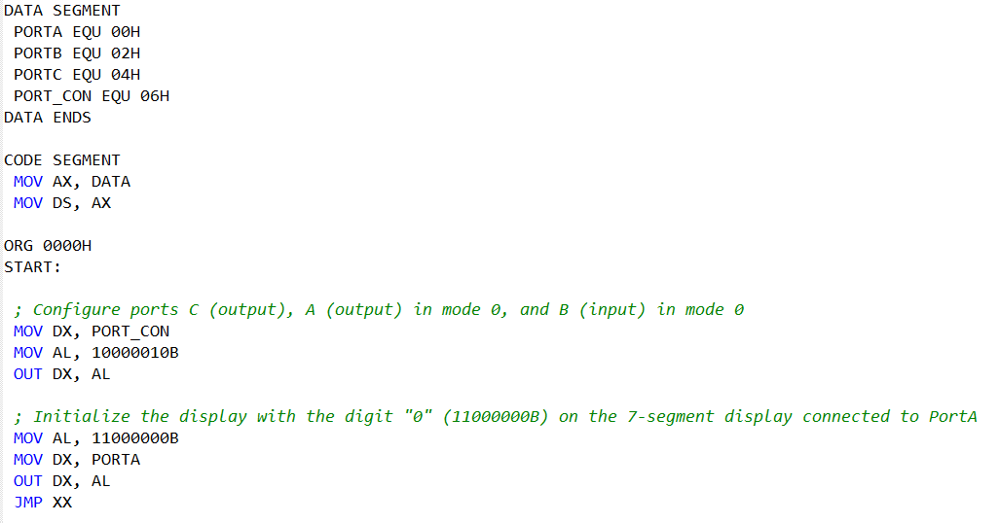 DATA SEGMENT
PORTA EQU 00H
PORTB EQU 02H
PORTC EQU 04H
PORT_CON EQU 06H
DATA ENDS
CODE SEGMENT
MOV AX, DATA
MOV DS, AX
ORG 0000H
START:
; Configure ports C (output), A (output) in mode 0, and B (input) in mode 0
MOV DX, PORT_CON
MOV AL, 10000010B
OUT DX, AL
; Initialize the display with the digit "0" (11000000B) on the 7-segment display connected to PortA
MOV AL, 11000000B
MOV DX, PORTA
OUT DX, AL
JMP XX